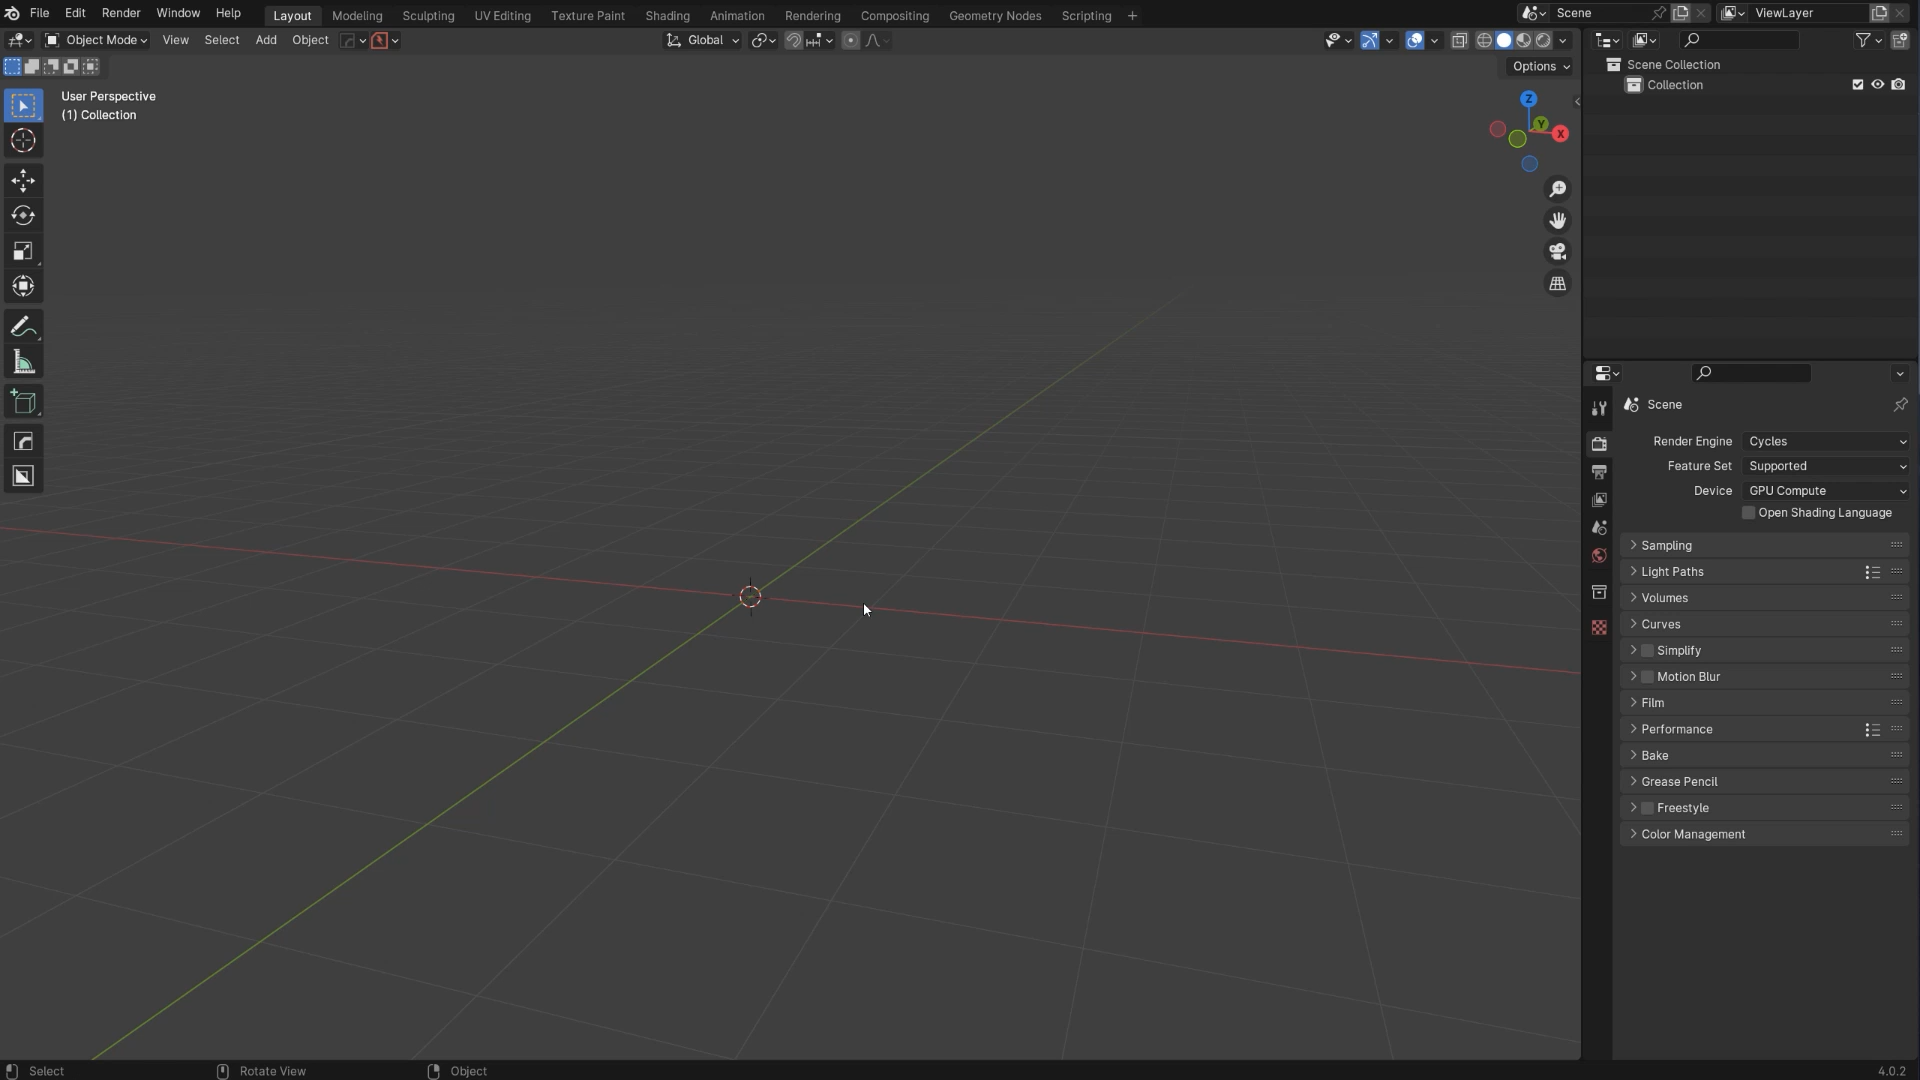 File Edit Render Window Help Layout Modeling Sculpting UV Editing Texture Paint Shading Animation Rendering Compositing Geometry Nodes Scripting + Scene ViewLayer
Object Mode View Select Add Object Global
Options
User Perspective
(1) Collection
Z
Y
X
Scene Collection
Collection
Scene
Render Engine Cycles
Feature Set Supported
Device GPU Compute
Open Shading Language
Sampling
Light Paths
Volumes
Curves
Simplify
Motion Blur
Film
Performance
Bake
Grease Pencil
Freestyle
Color Management
Select Rotate View Object 4.0.2